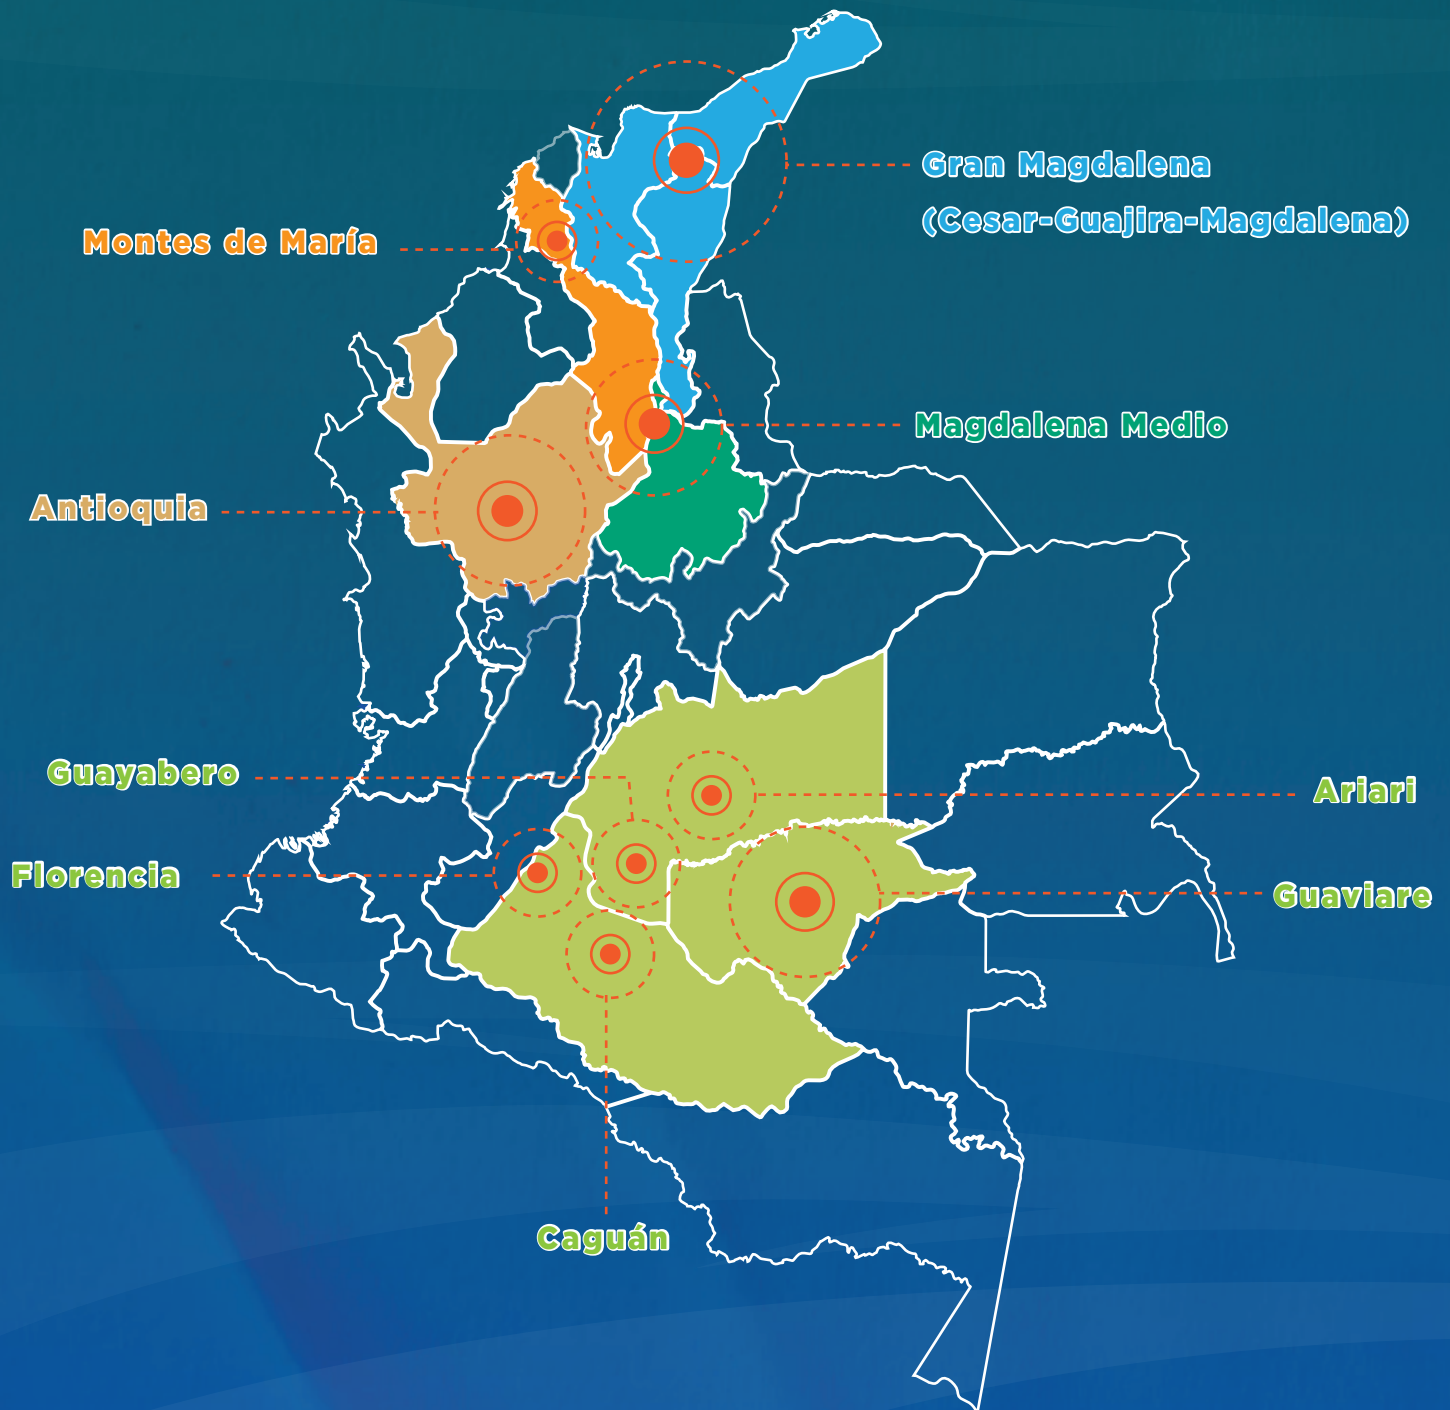 Gran Magdalena
(Cesar-Guajira-Magdalena)
Montes de María
Magdalena Medio
Antioquia
Guayabero
Ariari
Florencia
Guaviare
Caguán